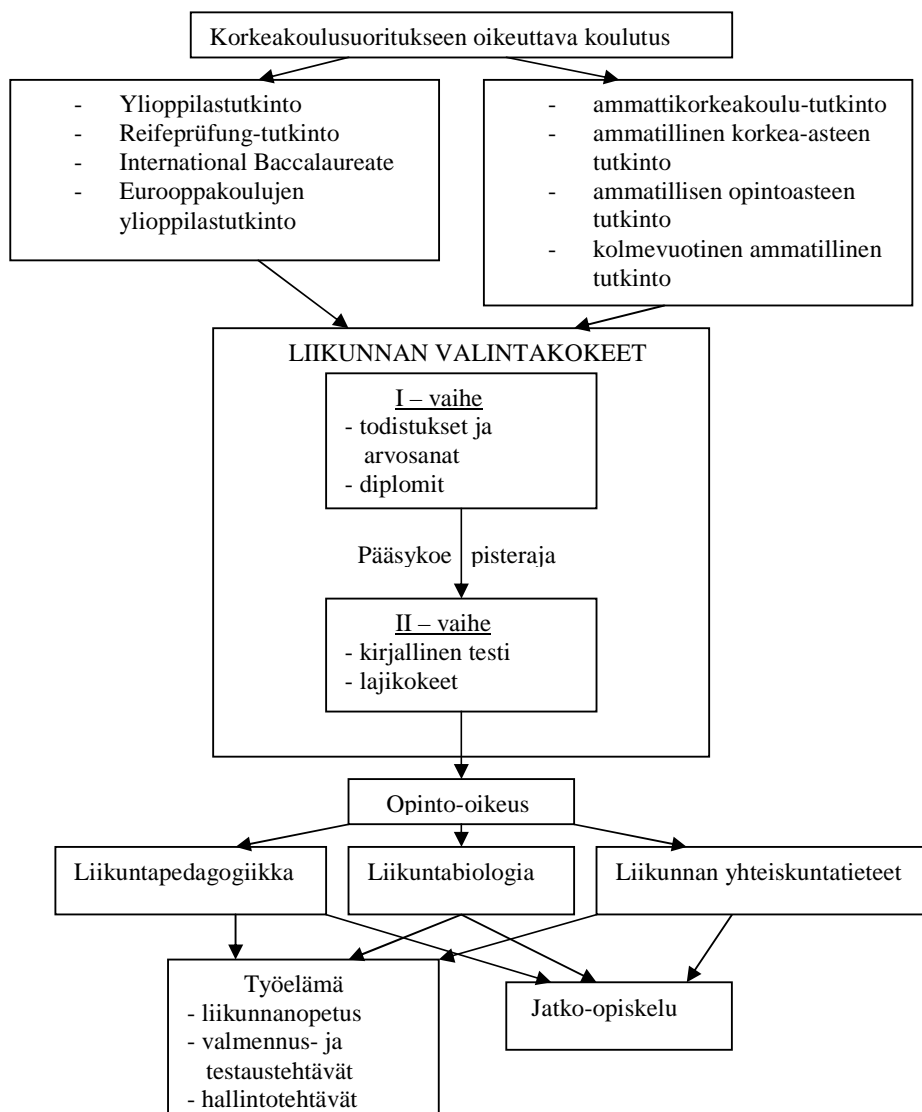 Korkeakoulusuoritukseen oikeuttava koulutus
- Ylioppilastutkinto
- Reifeprüfung-tutkinto
- International Baccalaureate
- Eurooppakoulujen
ylioppilastutkinto
- ammattikorkeakoulu-tutkinto
- ammatillinen korkea-asteen
tutkinto
- ammatillisen opintoasteen
tutkinto
- kolmevuotinen ammatillinen
tutkinto
LIIKUNNAN VALINTAKOKEET
I – vaihe
- todistukset ja
arvosanat
- diplomit
Pääsykoe pisteraja
II – vaihe
- kirjallinen testi
- lajikokeet
Opinto-oikeus
Liikuntapedagogiikka
Liikuntabiologia
Liikunnan yhteiskuntatieteet
Työelämä
- liikunnanopetus
- valmennus- ja
testaustehtävät
- hallintotehtävät
Jatko-opiskelu